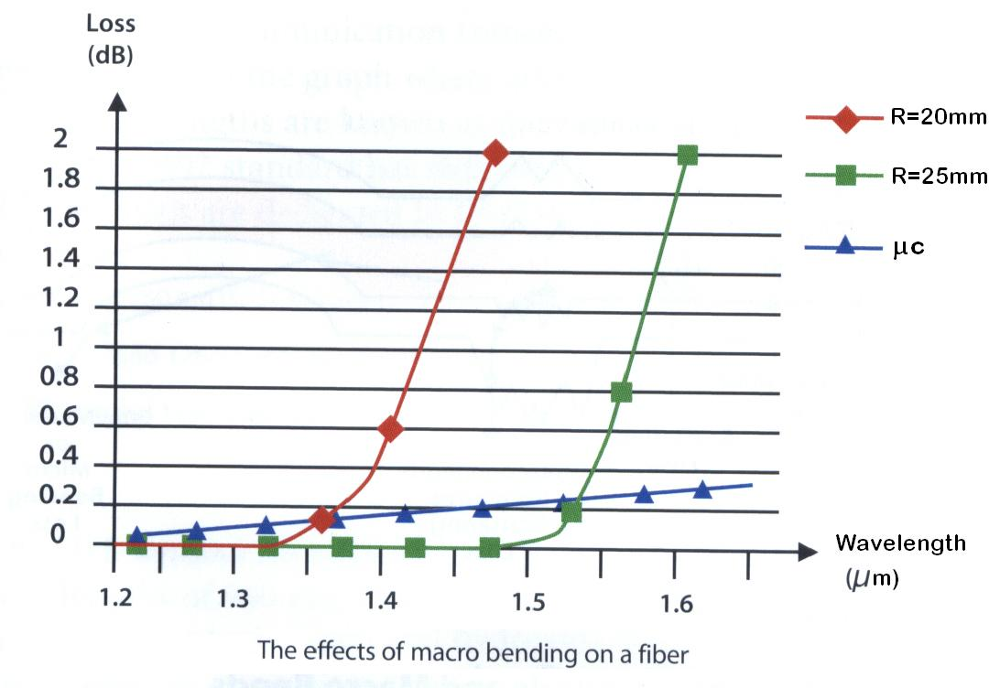 Loss
(dB)
2
1.8
1.6
1.4
1.2
1
0.8
0.6
0.4
0.2
0
1.2
1.3
1.4
1.5
1.6
Wavelength
(μm)
R=20mm
R=25mm
μc
The effects of macro bending on a fiber